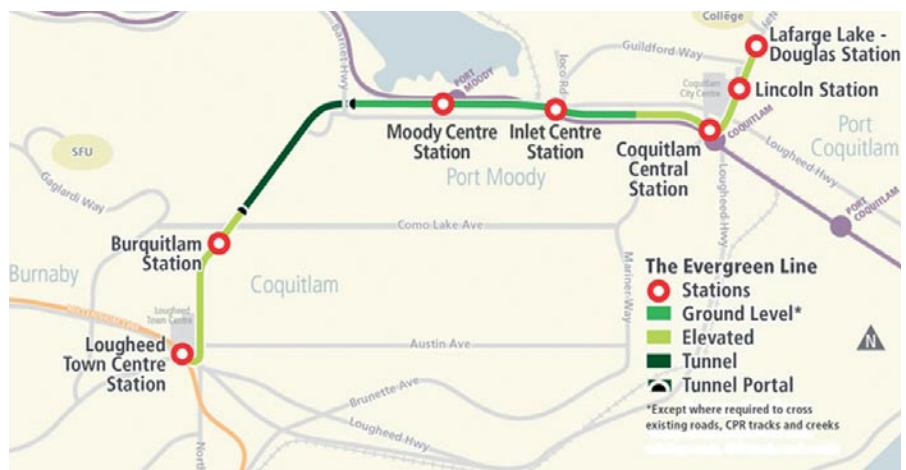 College
Lafarge Lake -
Douglas Station
Guildford Way
Barnet Hwy
PORT
MOODY
Ioco Rd
Coquitlam
City Centre
Lincoln Station
Moody Centre
Station
Inlet Centre
Station
Coquitlam
Central
Station
COQUITLAM
Port
Coquitlam
Lougheed Hwy
SFU
Port Moody
Gaglardi Way
Como Lake Ave
Lougheed Hwy
PORT
COQUITLAM
Burquitlam
Station
Burnaby
Coquitlam
Mariner Way
The Evergreen Line
Stations
Ground Level*
Elevated
Tunnel
Tunnel Portal
*Except where required to cross
existing roads, CPR tracks and creeks
N
Lougheed
Town Centre
Lougheed
Town Centre
Station
Austin Ave
Brunette Ave
Lougheed Hwy
North